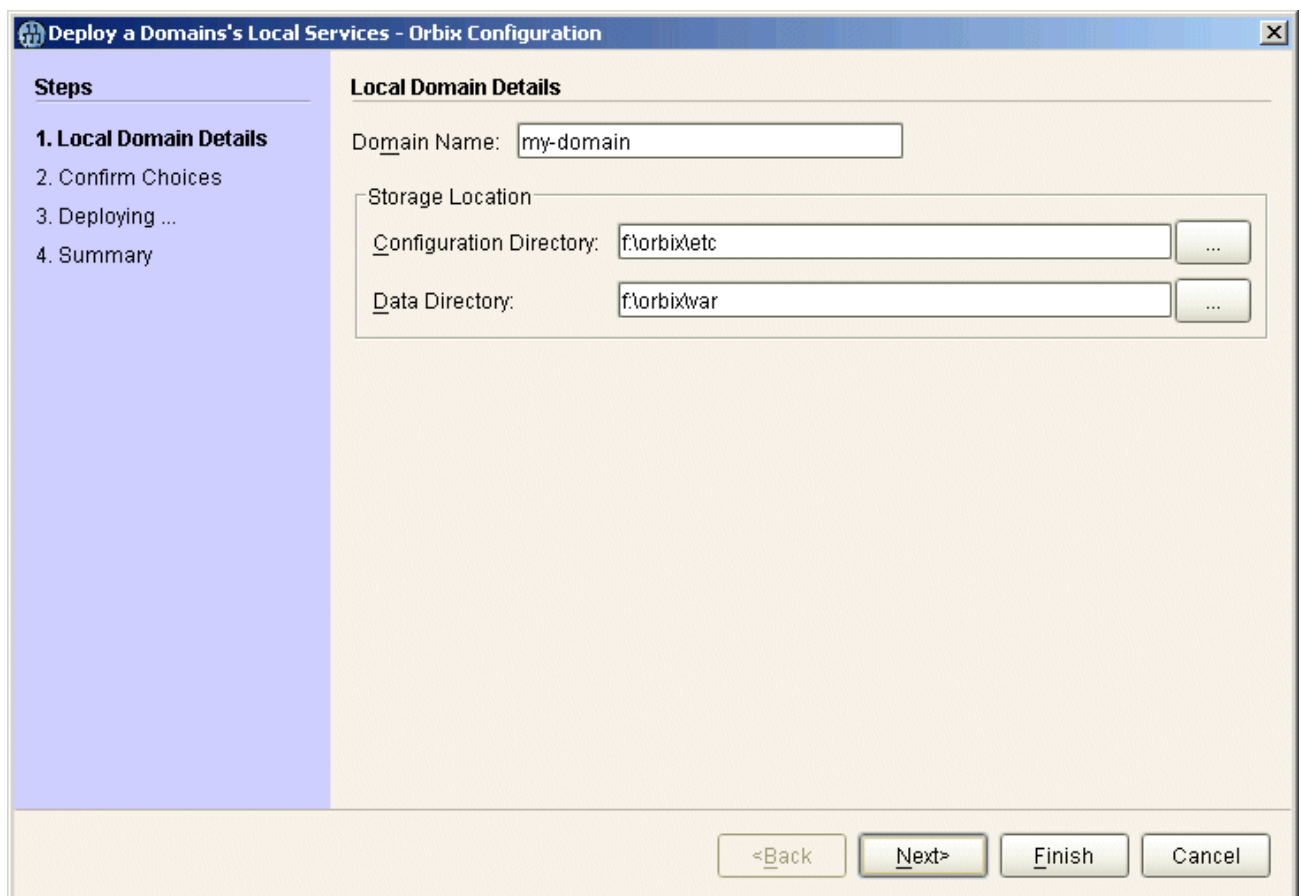 Deploy a Domains's Local Services - Orbix Configuration
Steps
1. Local Domain Details
2. Confirm Choices
3. Deploying ...
4. Summary
Local Domain Details
Domain Name: my-domain
Storage Location
Configuration Directory: f:\orbix\etc ...
Data Directory: f:\orbix\var ...
<Back Next> Finish Cancel